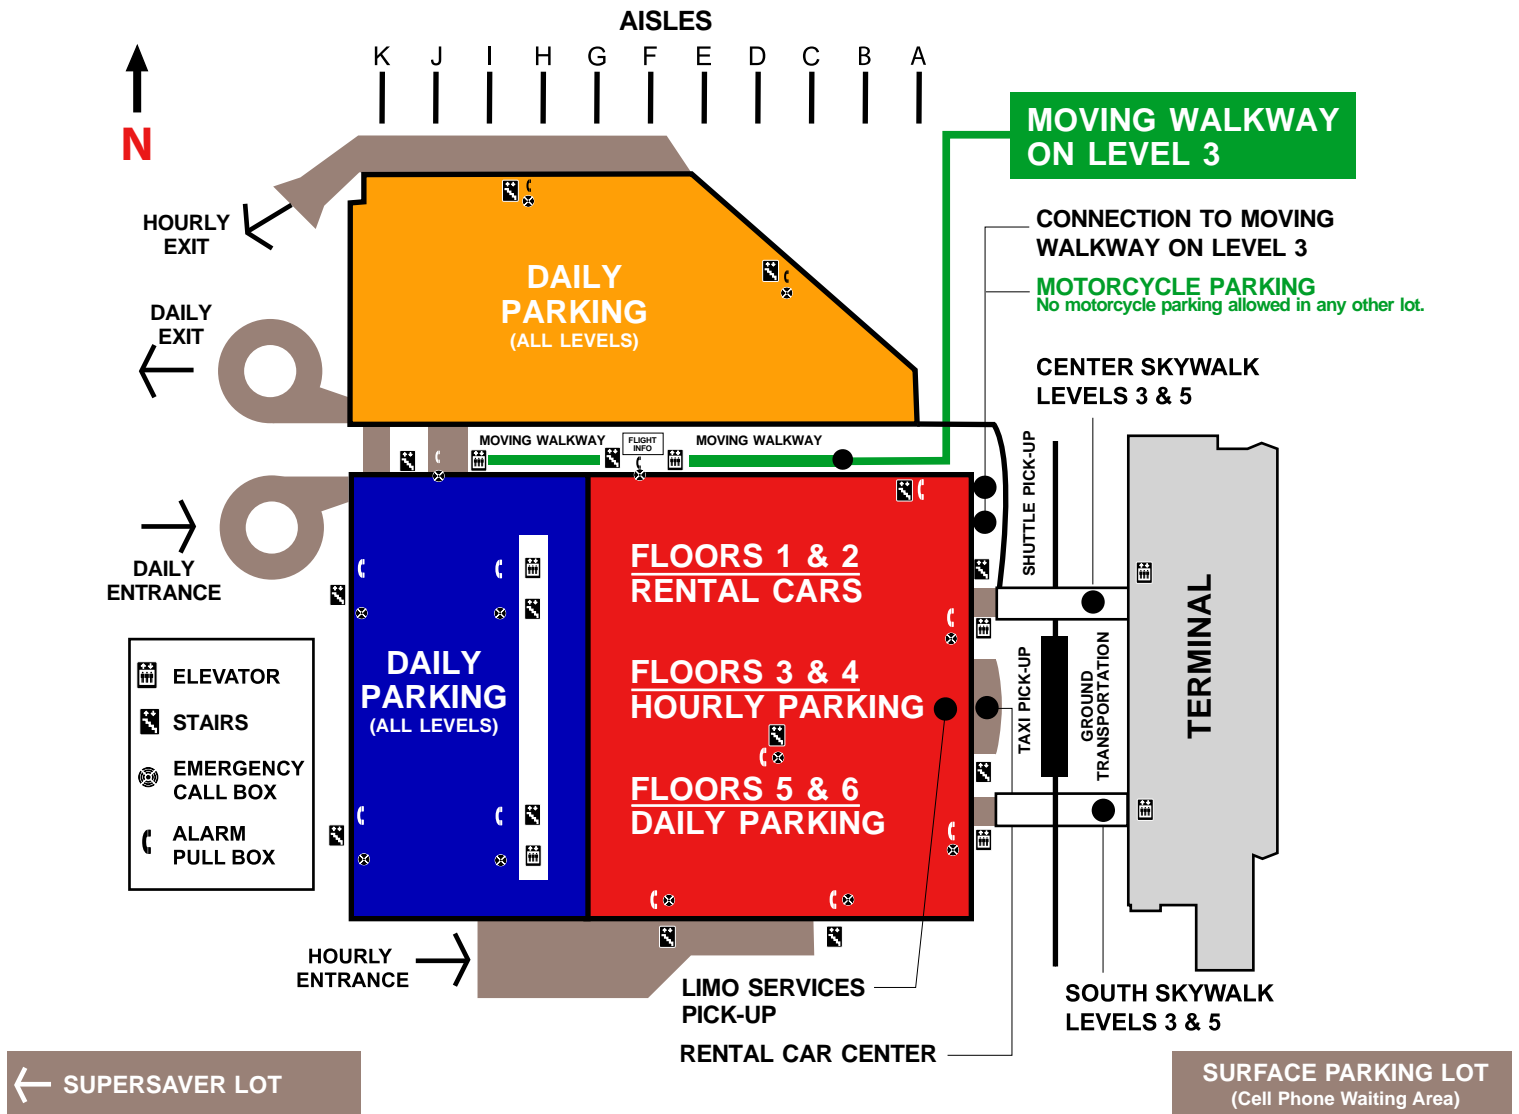 AISLES
K J I H G F E D C B A
N
MOVING WALKWAY
ON LEVEL 3
HOURLY
EXIT
CONNECTION TO MOVING
WALKWAY ON LEVEL 3
MOTORCYCLE PARKING
No motorcycle parking allowed in any other lot.
DAILY
PARKING
(ALL LEVELS)
DAILY
EXIT
CENTER SKYWALK
LEVELS 3 & 5
MOVING WALKWAY
FLIGHT
INFO
MOVING WALKWAY
SHUTTLE PICK-UP
DAILY
ENTRANCE
FLOORS 1 & 2
RENTAL CARS
TERMINAL
ELEVATOR
STAIRS
EMERGENCY
CALL BOX
ALARM
PULL BOX
DAILY
PARKING
(ALL LEVELS)
FLOORS 3 & 4
HOURLY PARKING
TAXI PICK-UP
GROUND
TRANSPORTATION
FLOORS 5 & 6
DAILY PARKING
HOURLY
ENTRANCE
LIMO SERVICES
PICK-UP
RENTAL CAR CENTER
SOUTH SKYWALK
LEVELS 3 & 5
SUPERSAVER LOT
SURFACE PARKING LOT
(Cell Phone Waiting Area)